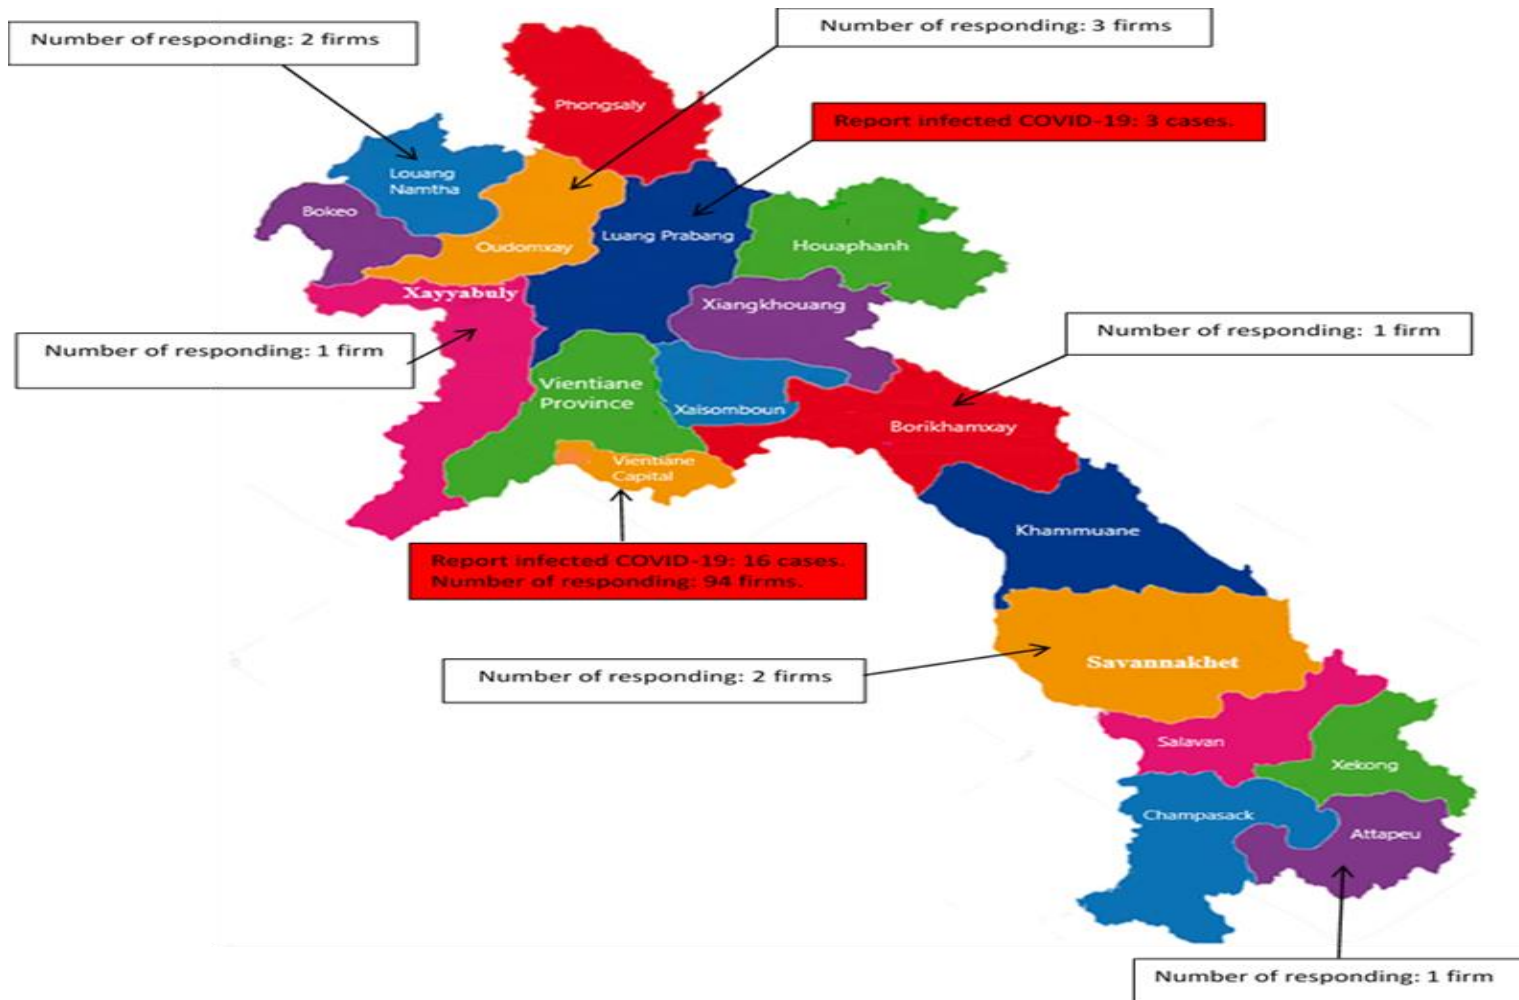 Number of responding: 2 firms
Number of responding: 3 firms
Phongsaly
Report infected COVID-19: 3 cases.
Louang
Namtha
Bokeo
Oudomxay
Luang Prabang
Houaphanh
Xayyabuly
Xiangkhouang
Number of responding: 1 firm
Number of responding: 1 firm
Vientiane
Province
Xaisomboun
Borikhamxay
Vientiane
Capital
Khammuane
Report infected COVID-19: 16 cases.
Number of responding: 94 firms.
Savannakhet
Number of responding: 2 firms
Salavan
Xekong
Champasack
Attapeu
Number of responding: 1 firm